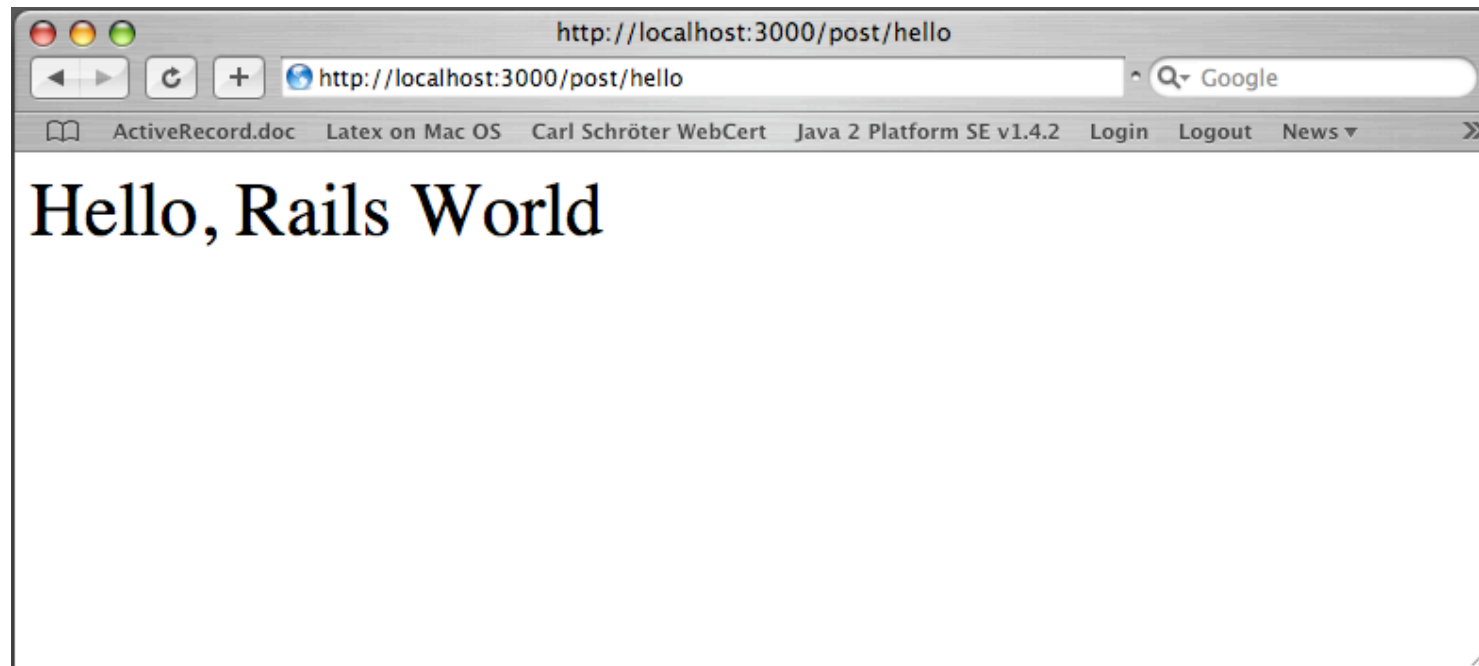 http://localhost:3000/post/hello
http://localhost:3000/post/hello Google
ActiveRecord.doc Latex on Mac OS Carl Schröter WebCert Java 2 Platform SE v1.4.2 Login Logout News
Hello, Rails World